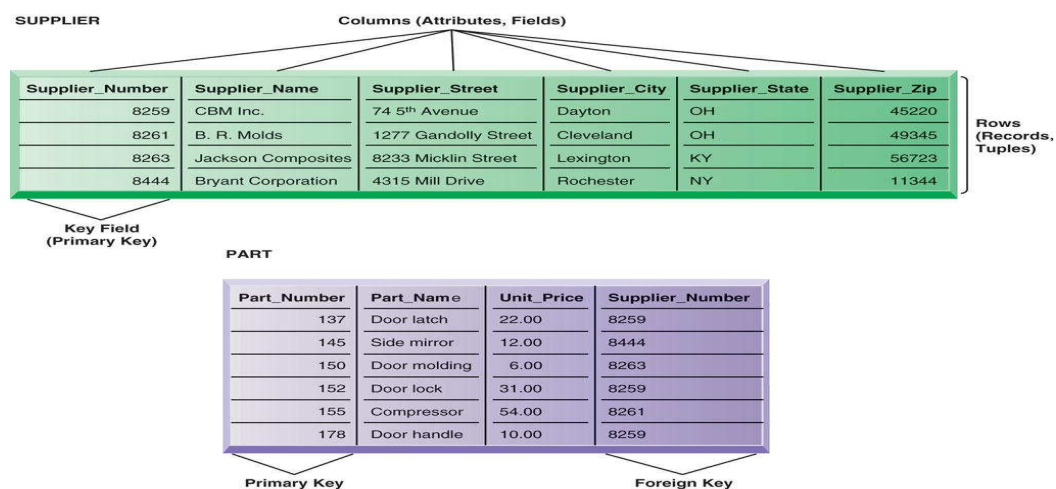 SUPPLIER
Columns (Attributes, Fields)
Supplier_Number Supplier_Name Supplier_Street Supplier_City Supplier_State Supplier_Zip
8259 CBM Inc. 74 5th Avenue Dayton OH 45220
8261 B. R. Molds 1277 Gandolly Street Cleveland OH 49345
8263 Jackson Composites 8233 Micklin Street Lexington KY 56723
8444 Bryant Corporation 4315 Mill Drive Rochester NY 11344
Rows
(Records,
Tuples)
Key Field
(Primary Key)
PART
Part_Number Part_Name Unit_Price Supplier_Number
137 Door latch 22.00 8259
145 Side mirror 12.00 8444
150 Door molding 6.00 8263
152 Door lock 31.00 8259
155 Compressor 54.00 8261
178 Door handle 10.00 8259
Primary Key
Foreign Key